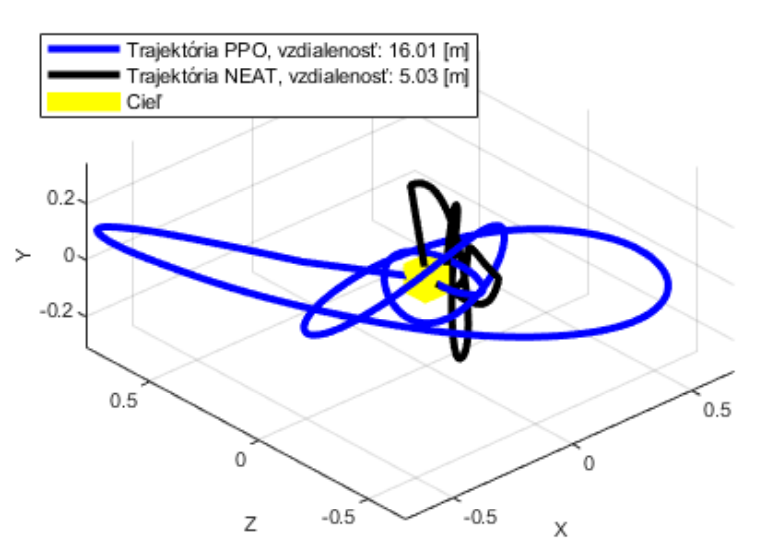 Trajektória PPO, vzdialenosť: 16.01 [m]
Trajektória NEAT, vzdialenosť: 5.03 [m]
Cieľ
0.2
0
-0.2
Y
0.5
0
-0.5
Z
0.5
0
-0.5
X